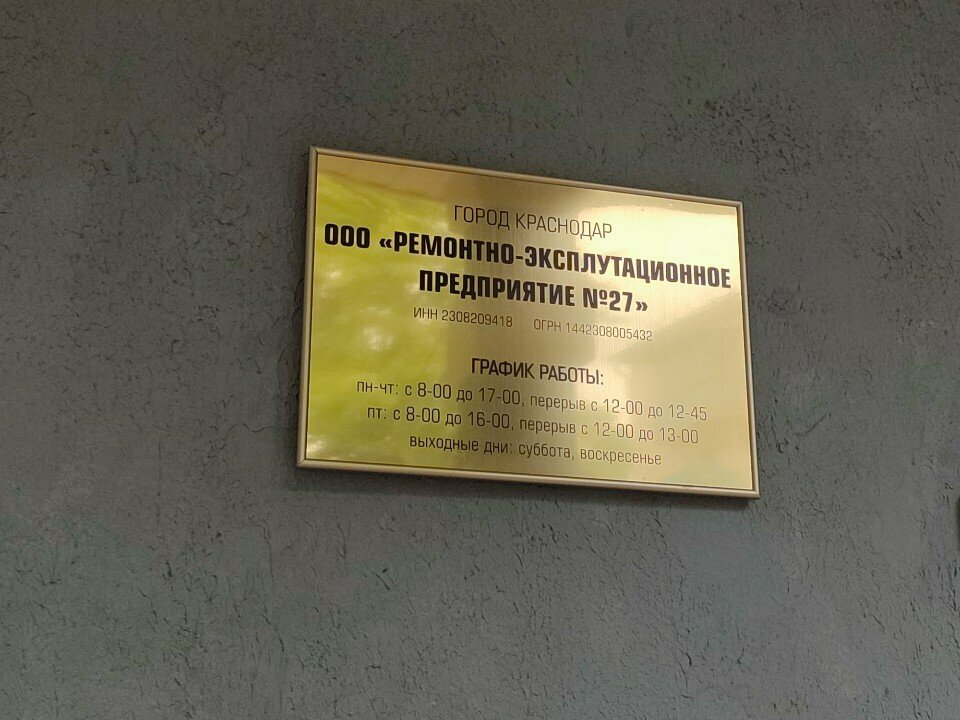 ГОРОД КРАСНОДАР
ООО «РЕМОНТНО-ЭКСПЛУТАЦИОННОЕ
ПРЕДПРИЯТИЕ №27»
ИНН 2308209418 ОГРН 1442308005432
ГРАФИК РАБОТЫ:
пн-чт: с 8-00 до 17-00, перерыв с 12-00 до 12-45
пт: с 8-00 до 16-00, перерыв с 12-00 до 13-00
выходные дни: суббота, воскресенье